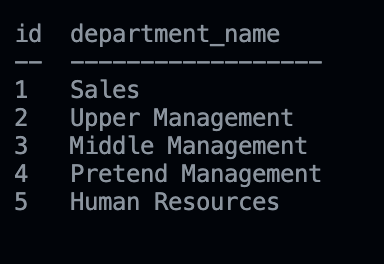 id  department_name
--  ------------------
1   Sales
2   Upper Management
3   Middle Management
4   Pretend Management
5   Human Resources